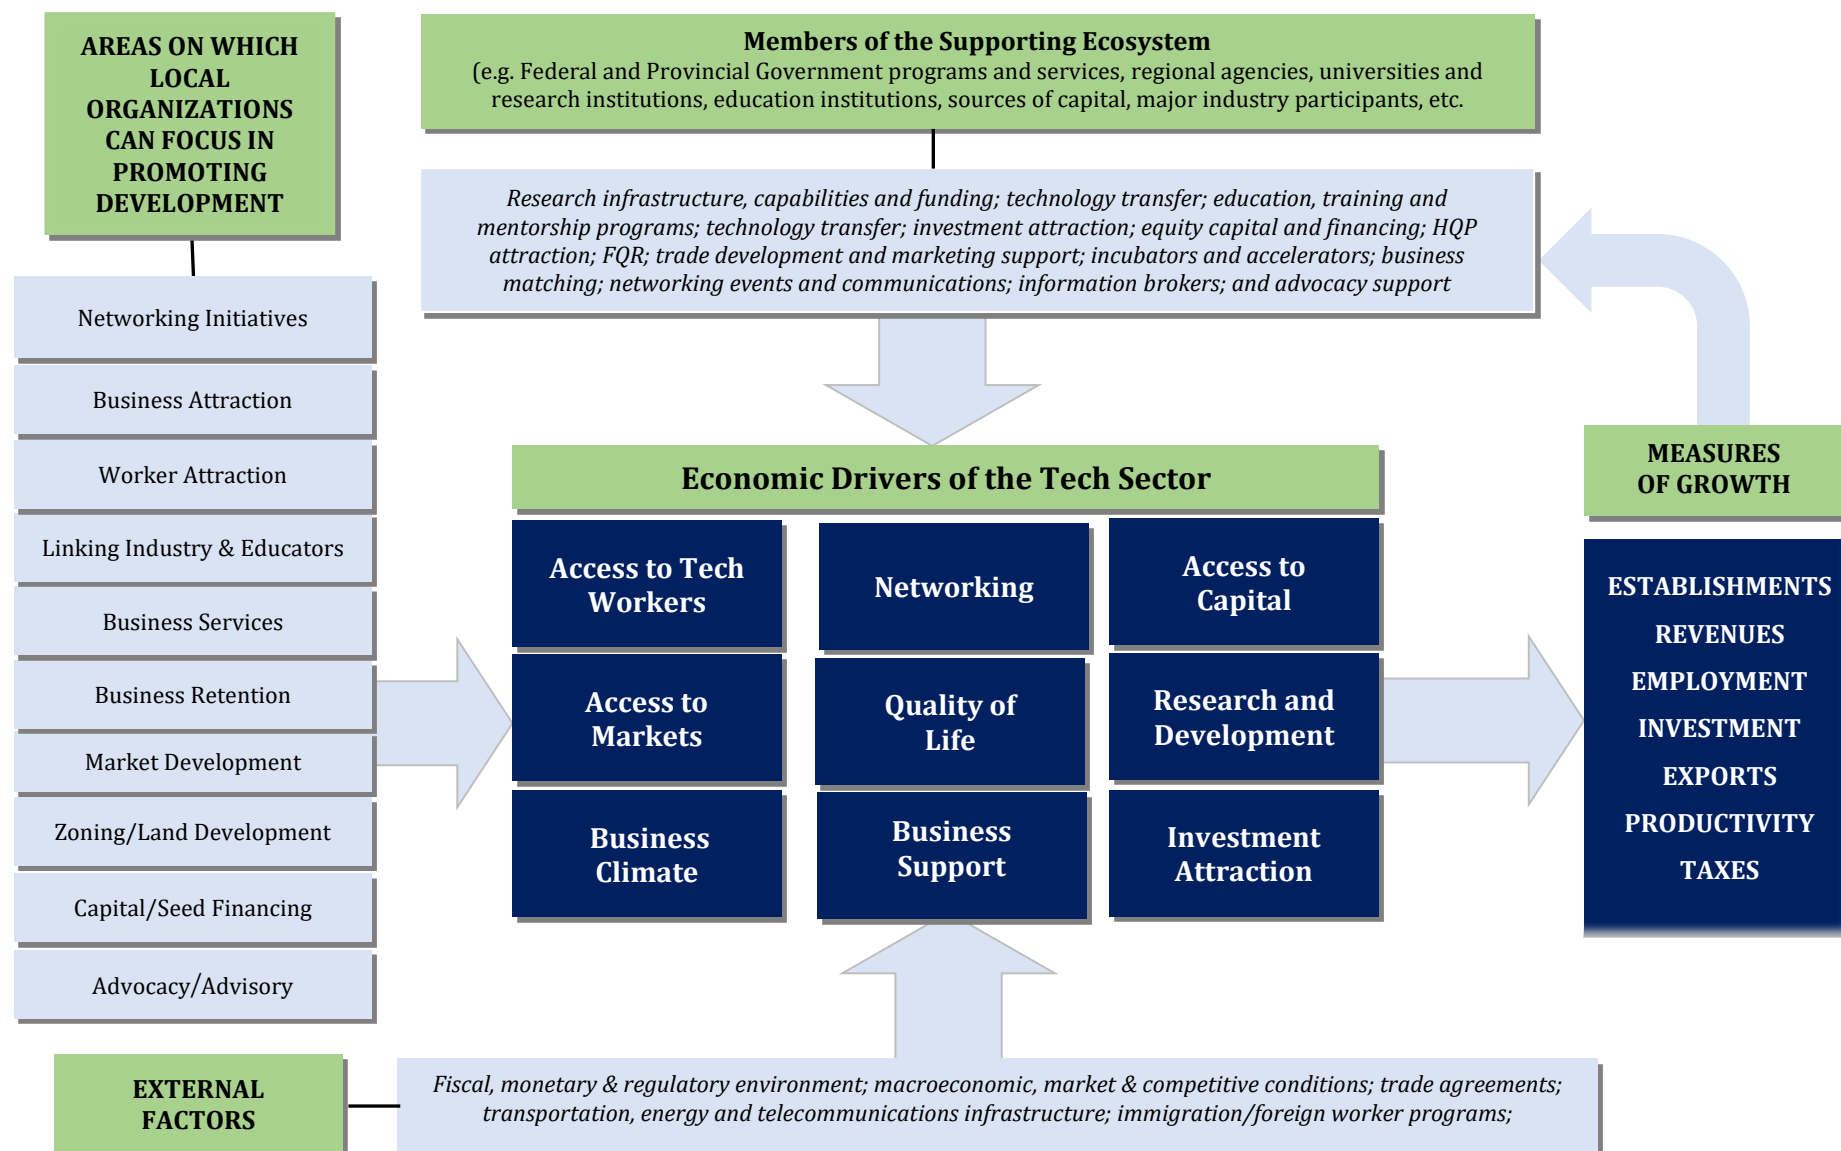 AREAS ON WHICH
LOCAL
ORGANIZATIONS
CAN FOCUS IN
PROMOTING
DEVELOPMENT
Networking Initiatives
Business Attraction
Worker Attraction
Linking Industry & Educators
Business Services
Business Retention
Market Development
Zoning/Land Development
Capital/Seed Financing
Advocacy/Advisory
Members of the Supporting Ecosystem
(e.g. Federal and Provincial Government programs and services, regional agencies, universities and
research institutions, education institutions, sources of capital, major industry participants, etc.
Research infrastructure, capabilities and funding; technology transfer; education, training and
mentorship programs; technology transfer; investment attraction; equity capital and financing; HQP
attraction; FQR; trade development and marketing support; incubators and accelerators; business
matching; networking events and communications; information brokers; and advocacy support
Economic Drivers of the Tech Sector
Access to Tech
Workers
Networking
Access to
Capital
Access to
Markets
Quality of
Life
Research and
Development
Business
Climate
Business
Support
Investment
Attraction
MEASURES
OF GROWTH
ESTABLISHMENTS
REVENUES
EMPLOYMENT
INVESTMENT
EXPORTS
PRODUCTIVITY
TAXES
EXTERNAL
FACTORS
Fiscal, monetary & regulatory environment; macroeconomic, market & competitive conditions; trade agreements;
transportation, energy and telecommunications infrastructure; immigration/foreign worker programs;